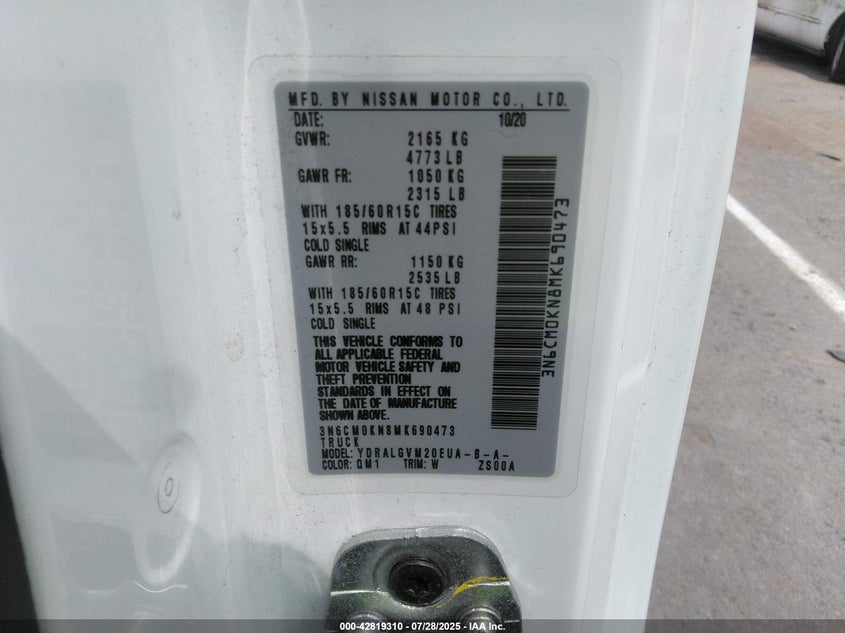 MFD. BY NISSAN MOTOR CO., LTD.
DATE: 10/20
GVWR: 2165 KG
4773 LB
GAWR FR: 1050 KG
2315 LB
WITH 185/60R15C TIRES
15x5.5 RIMS AT 44PSI
COLD SINGLE
GAWR RR: 1150 KG
2535 LB
WITH 185/60R15C TIRES
15x5.5 RIMS AT 48 PSI
COLD SINGLE
THIS VEHICLE CONFORMS TO
ALL APPLICABLE FEDERAL
MOTOR VEHICLE SAFETY AND
THEFT PREVENTION
STANDARDS IN EFFECT ON
THE DATE OF MANUFACTURE
SHOWN ABOVE.
3N6CM0KN8MK690473
TRUCK
MODEL: YDRALGVM20EUA-B-A-
COLOR: QM1 TRIM: W ZS00A
3N6CM0KN8MK690473
000-42819310 | 07/28/2025 - IAA Inc.